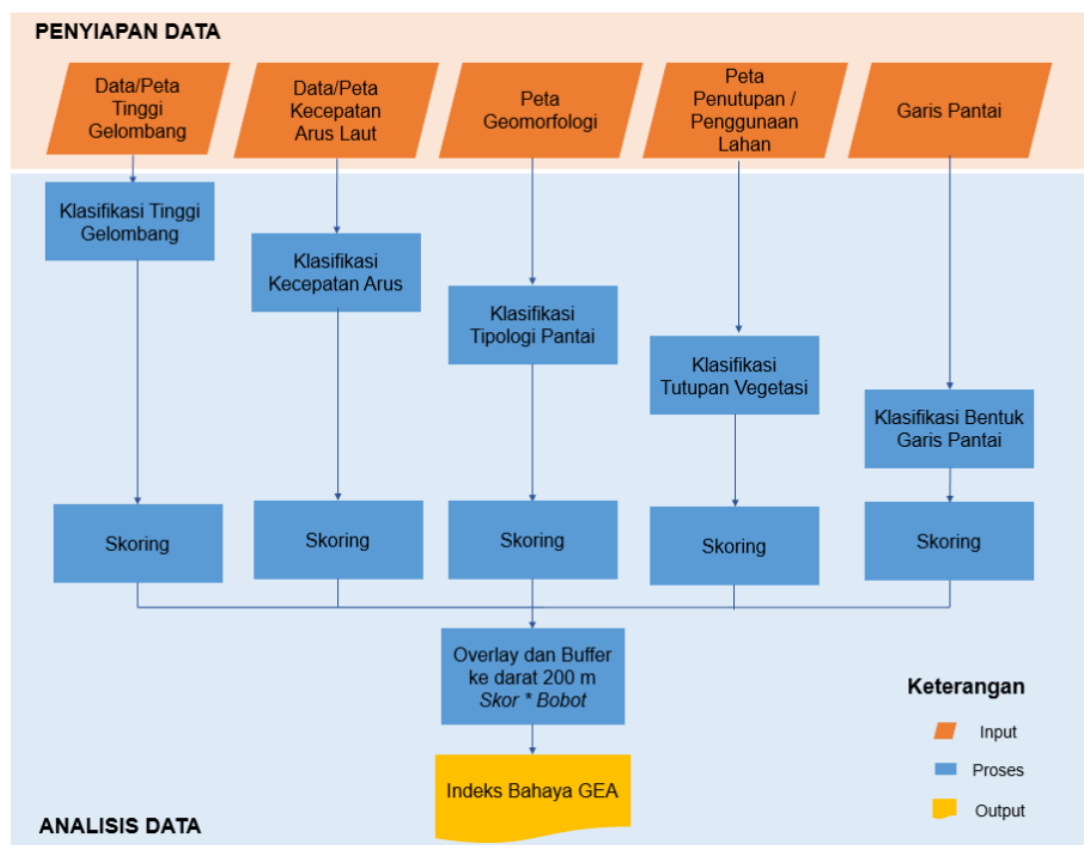 PENYIAPAN DATA
Data/Peta
Tinggi
Gelombang
Data/Peta
Kecepatan
Arus Laut
Peta
Geomorfologi
Peta
Penutupan /
Penggunaan
Lahan
Garis Pantai
Klasifikasi Tinggi
Gelombang
Klasifikasi
Kecepatan Arus
Klasifikasi
Tipologi Pantai
Klasifikasi
Tutupan Vegetasi
Klasifikasi Bentuk
Garis Pantai
Skoring
Skoring
Skoring
Skoring
Skoring
Overlay dan Buffer
ke darat 200 m
Skor * Bobot
Indeks Bahaya GEA
Keterangan
Input
Proses
Output
ANALISIS DATA